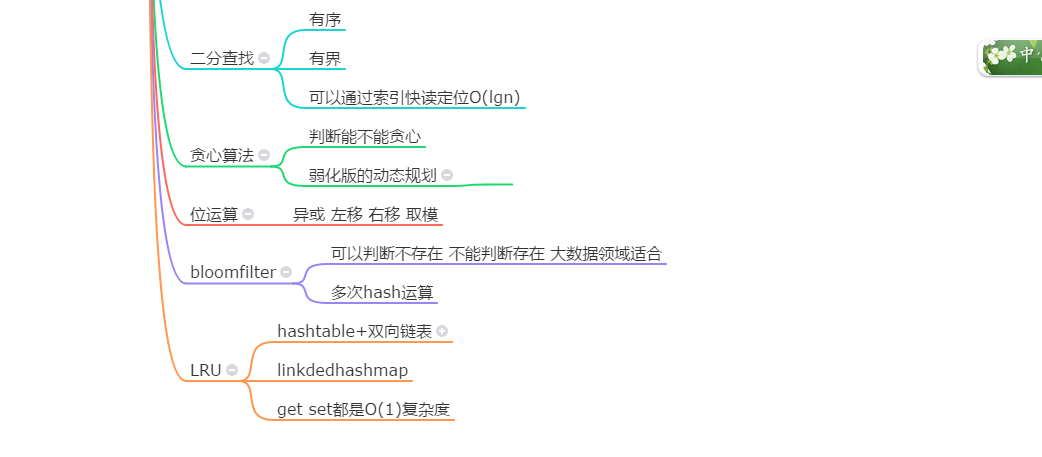 有序
二分查找
有界
可以通过索引快读定位O(lgn)
判断能不能贪心
贪心算法
弱化版的动态规划
位运算
异或 左移 右移 取模
可以判断不存在 不能判断存在 大数据领域适合
bloomfilter
多次hash运算
hashtable+双向链表
LRU
linkdedhashmap
get set都是O(1)复杂度
中